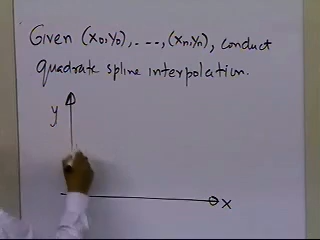 Given (x₀,y₀), . - - -, (xn,yn), conduct
quadratic spline interpolation.
y
x